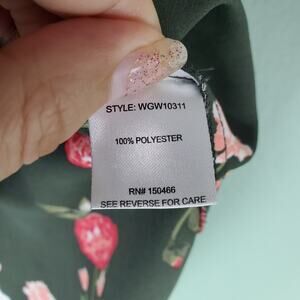 STYLE: WGW10311
100% POLYESTER
RN# 150466
SEE REVERSE FOR CARE